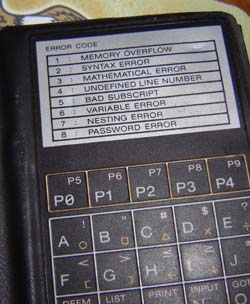 ERROR CODE
1 : MEMORY OVERFLOW
2 : SYNTAX ERROR
3 : MATHEMATICAL ERROR
4 : UNDEFINED LINE NUMBER
5 : BAD SUBSCRIPT
6 : VARIABLE ERROR
7 : NESTING ERROR
8 : PASSWORD ERROR
P5 P6 P7 P8 P9
P0 P1 P2 P3 P4
! " # $ %
A B C D E
F G H I J
DEFM LIST PRINT INPUT